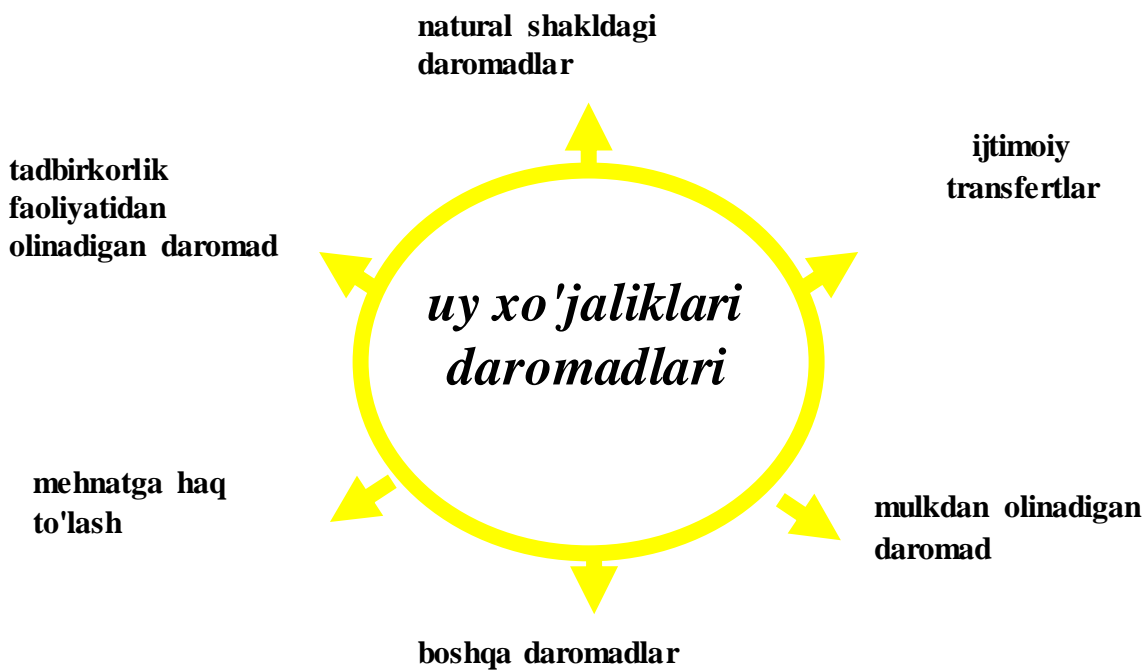 natural shakldagi
daromadlar
ijtimoiy
transfertlar
tadbirkorlik
faoliyatidan
olinadigan daromad
uy xo'jaliklari
daromadlari
mehnatga haq
to'lash
mulkdan olinadigan
daromad
boshqa daromadlar